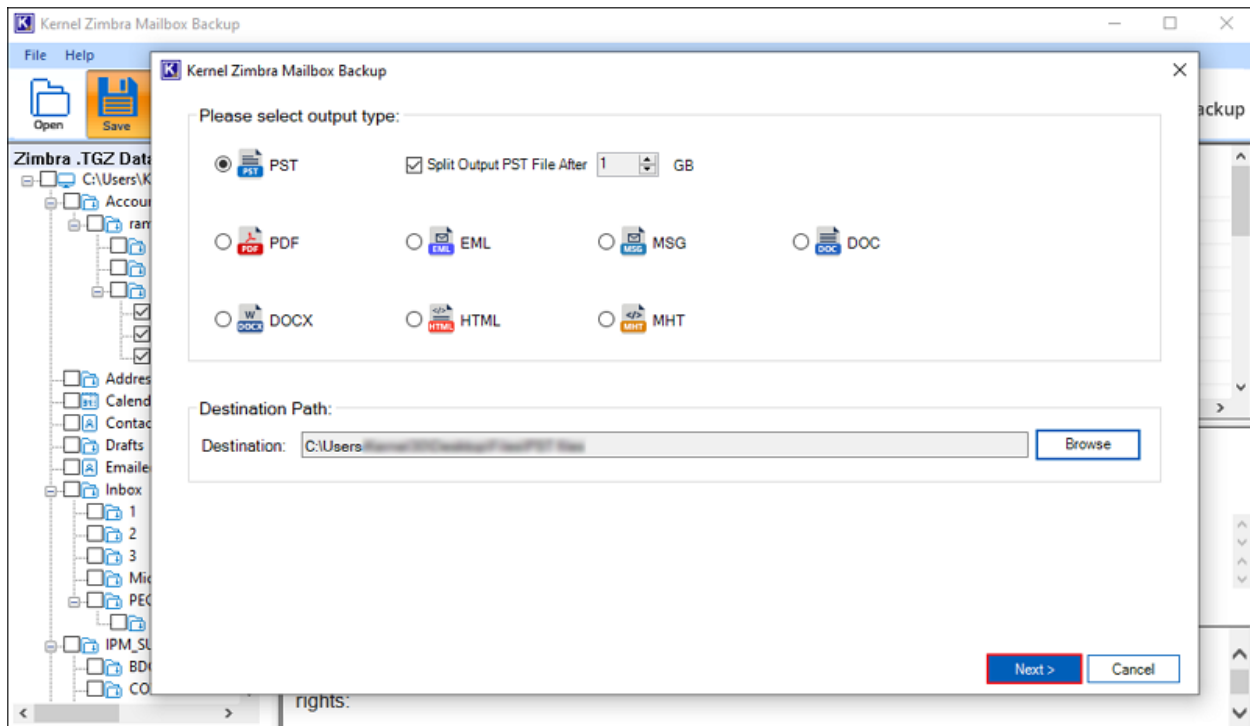 Kernel Zimbra Mailbox Backup
File Help
Open
Save
Kernel Zimbra Mailbox Backup
ackup
Please select output type:
PST
PST
Split Output PST File After 1 GB
PDF
PDF
EML
EML
MSG
MSG
DOC
DOC
W
DOCX
DOCX
HTML
HTML
MHT
MHT
Destination Path:
Destination: C:\Users
Browse
Next >
Cancel
Zimbra .TGZ Data
C:\Users\K
Accou
ram
Addres
Calend
Contac
Drafts
Emaile
Inbox
1
2
3
Mic
PEC
IPM_SU
BD
CO
rights: